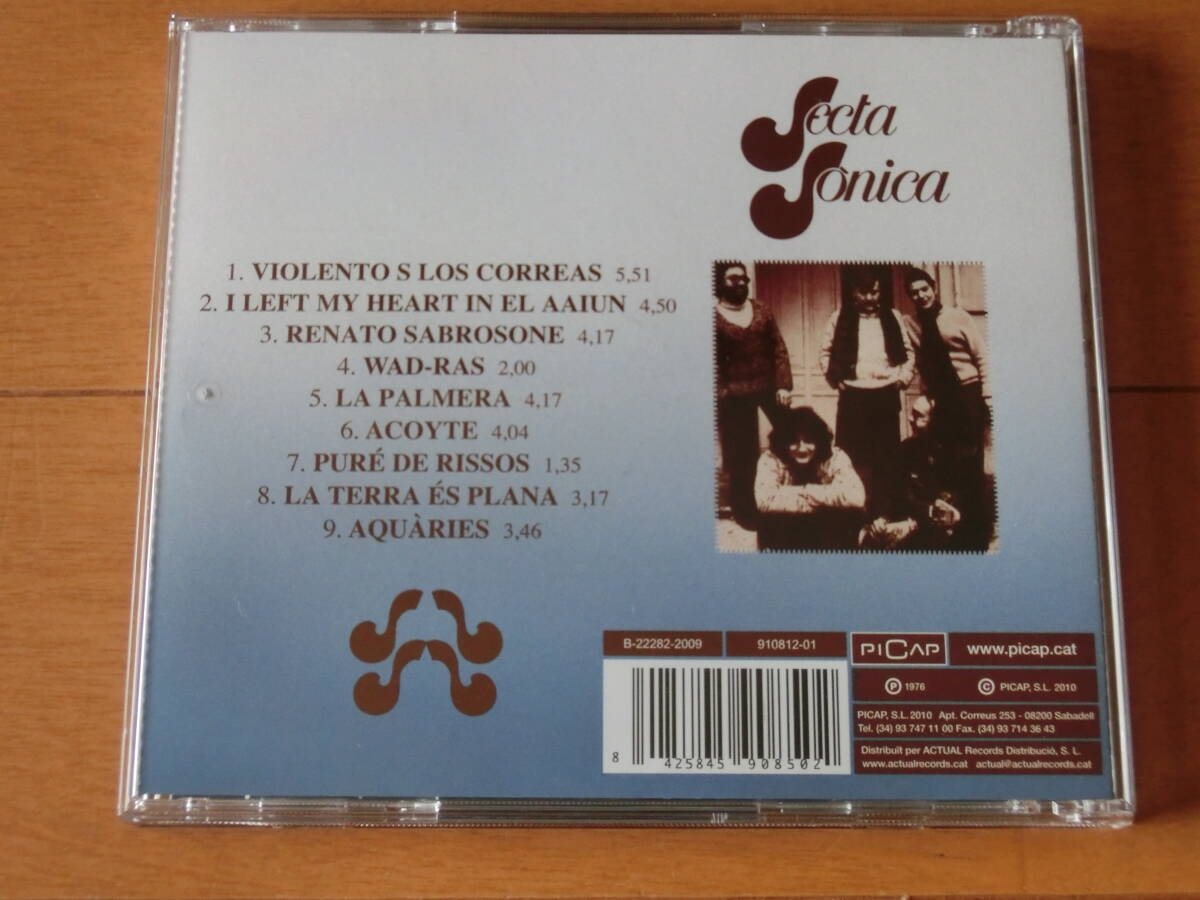 Secta
Sònica
1. VIOLENTO S LOS CORREAS 5,51
2. I LEFT MY HEART IN EL AAIUN 4,50
3. RENATO SABROSONE 4,17
4. WAD-RAS 2,00
5. LA PALMERA 4,17
6. ACOYTE 4,04
7. PURÉ DE RISSOS 1,35
8. LA TERRA ÉS PLANA 3,17
9. AQUÀRIES 3,46
B-22282-2009
910812-01
PICAP
www.picap.cat
℗ 1976
© PICAP, S.L. 2010
PICAP, S.L. 2010 Apt. Correus 253 - 08200 Sabadell
Tel. (34) 93 747 11 00 Fax. (34) 93 714 36 43
Distribuït per ACTUAL Records Distribució, S. L.
www.actualrecords.cat actual@actualrecords.cat
8 425845 908502